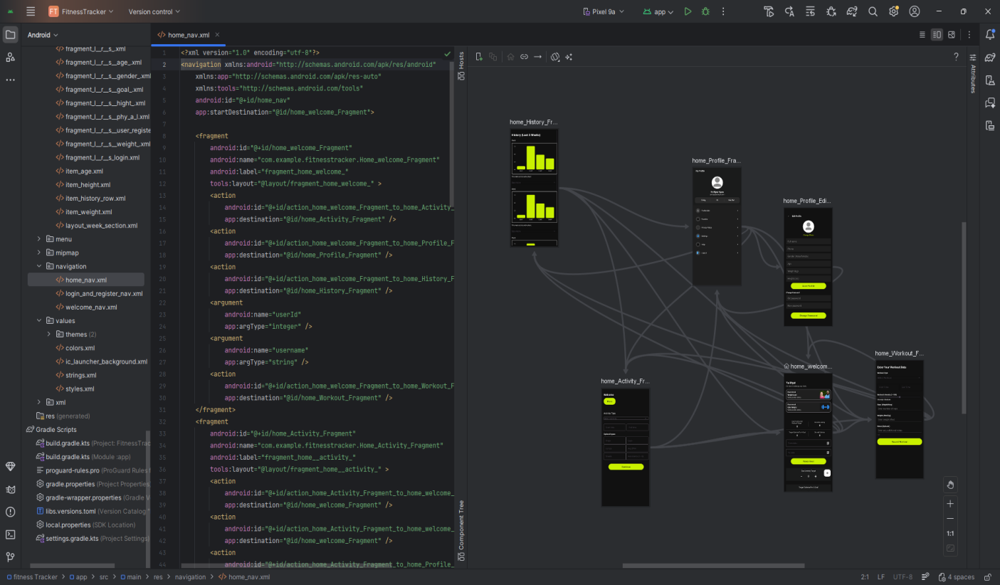 FT FitnessTracker Version control Pixel 9a app
Android
fragment_l__r__s_.xml
fragment_l__r__s__age_.xml
fragment_l__r__s__gender_.xml
fragment_l__r__s__goal_.xml
fragment_l__r__s__hight_.xml
fragment_l__r__s__phy_a_l.xml
fragment_l__r__s__user_registe
fragment_l__r__s__weight_.xml
fragment_l__r__s_login.xml
item_age.xml
item_height.xml
item_history_row.xml
item_weight.xml
layout_week_section.xml
menu
mipmap
navigation
home_nav.xml
login_and_register_nav.xml
welcome_nav.xml
values
themes (2)
colors.xml
ic_launcher_background.xml
strings.xml
styles.xml
xml
res (generated)
Gradle Scripts
build.gradle.kts (Project: FitnessTrac
build.gradle.kts (Module :app)
proguard-rules.pro (ProGuard Rules f
gradle.properties (Project Properties
gradle-wrapper.properties (Gradle V
libs.versions.toml (Version Catalog "
local.properties (SDK Location)
settings.gradle.kts (Project Settings)
home_nav.xml
1 <?xml version="1.0" encoding="utf-8"?>
2 <navigation xmlns:android="http://schemas.android.com/apk/res/android"
3 xmlns:app="http://schemas.android.com/apk/res-auto"
4 xmlns:tools="http://schemas.android.com/tools"
5 android:id="@+id/home_nav"
6 app:startDestination="@id/home_welcome_Fragment">
7
8 <fragment
9 android:id="@+id/home_welcome_Fragment"
10 android:name="com.example.fitnesstracker.Home_welcome_Fragment"
11 android:label="fragment_home_welcome_"
12 tools:layout="@layout/fragment_home_welcome_" >
13 <action
14 android:id="@+id/action_home_welcome_Fragment_to_home_Activity_
15 app:destination="@id/home_Activity_Fragment" />
16 <action
17 android:id="@+id/action_home_welcome_Fragment_to_home_Profile_F
18 app:destination="@id/home_Profile_Fragment" />
19 <action
20 android:id="@+id/action_home_welcome_Fragment_to_home_History_F
21 app:destination="@id/home_History_Fragment" />
22 <argument
23 android:name="userId"
24 app:argType="integer" />
25 <argument
26 android:name="username"
27 app:argType="string" />
28 <action
29 android:id="@+id/action_home_welcome_Fragment_to_home_Workout_F
30 app:destination="@id/home_Workout_Fragment" />
31 </fragment>
32 <fragment
33 android:id="@+id/home_Activity_Fragment"
34 android:name="com.example.fitnesstracker.Home_Activity_Fragment"
35 android:label="fragment_home__activity_"
36 tools:layout="@layout/fragment_home__activity_" >
37 <action
38 android:id="@+id/action_home_Activity_Fragment_to_home_welcome_
39 app:destination="@id/home_welcome_Fragment" />
40 <action
41 android:id="@+id/action_home_Activity_Fragment_to_home_welcome_
42 app:destination="@id/home_welcome_Fragment" />
43 <action
44 android:id="@+id/action_home_Activity_Fragment_to_home_Profile_
Hosts
Component Tree
?
Attributes
home_History_Fr...
History (Last 3 Weeks)
home_Profile_Fra...
home_Profile_Edi...
Edit Profile
home_Activity_Fr...
Activity Type
home_welcom...
home_Workout_F...
Enter Your Workout Data
1:1
fitness Tracker > app > src > main > res > navigation > home_nav.xml
2:1 LF UTF-8 4 spaces